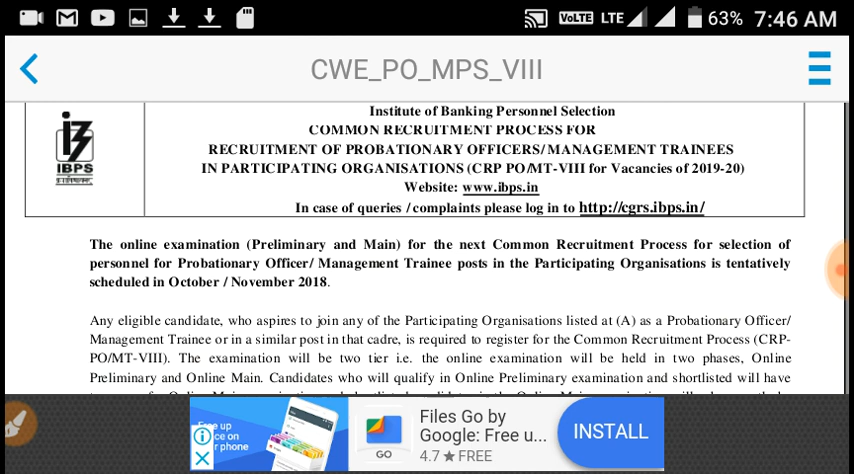 VoLTE LTE 63% 7:46 AM
CWE_PO_MPS_VIII
IBPS
Institute of Banking Personnel Selection
COMMON RECRUITMENT PROCESS FOR
RECRUITMENT OF PROBATIONARY OFFICERS/ MANAGEMENT TRAINEES
IN PARTICIPATING ORGANISATIONS (CRP PO/MT-VIII for Vacancies of 2019-20)
Website: www.ibps.in
In case of queries / complaints please log in to http://cgrs.ibps.in/
The online examination (Preliminary and Main) for the next Common Recruitment Process for selection of
personnel for Probationary Officer/ Management Trainee posts in the Participating Organisations is tentatively
scheduled in October / November 2018.
Any eligible candidate, who aspires to join any of the Participating Organisations listed at (A) as a Probationary Officer/
Management Trainee or in a similar post in that cadre, is required to register for the Common Recruitment Process (CRP-
PO/MT-VIII). The examination will be two tier i.e. the online examination will be held in two phases, Online
Preliminary and Online Main. Candidates who will qualify in Online Preliminary examination and shortlisted will have
Free up
phone
GO
Files Go by
Google: Free u...
4.7 ★ FREE
INSTALL